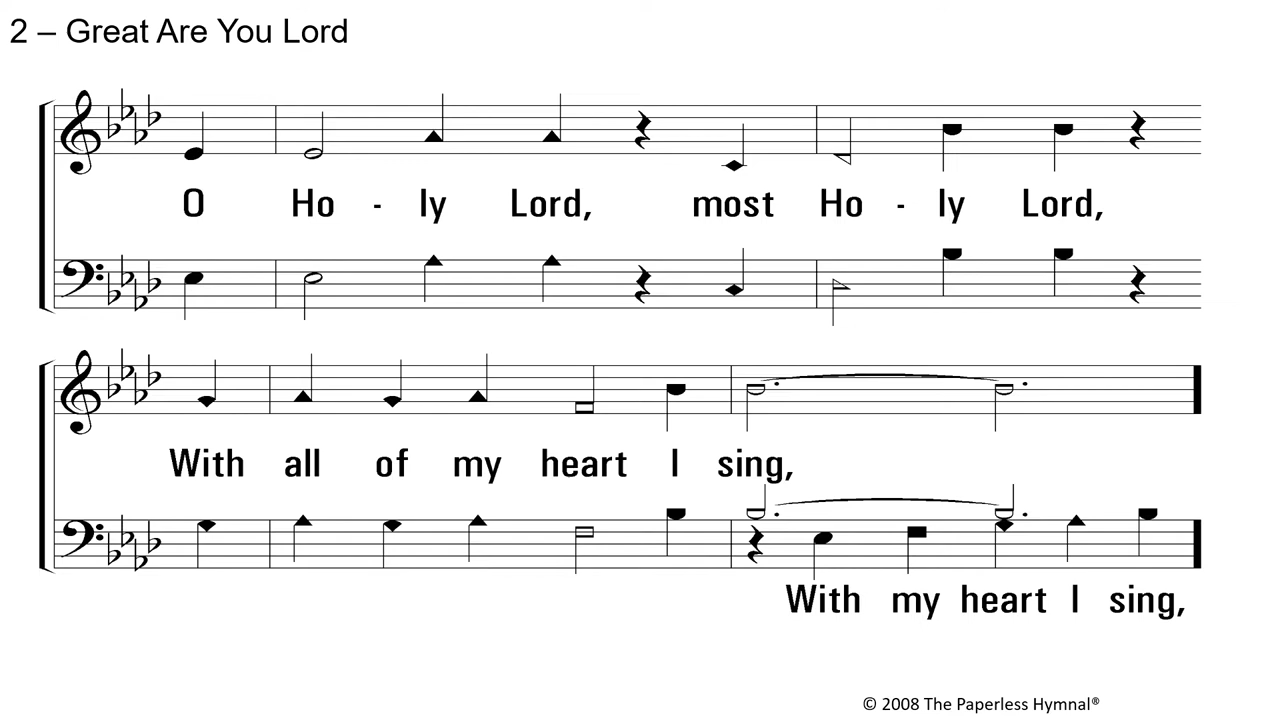 2 – Great Are You Lord
O Ho - ly Lord, most Ho - ly Lord,
With all of my heart I sing,
With my heart I sing,
© 2008 The Paperless Hymnal®